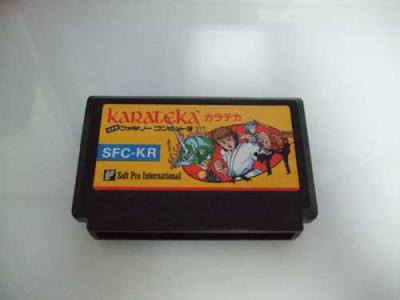 KARATEKA カラテカ
ファミリー コンピュータ
SFC-KR
SP Soft Pro International